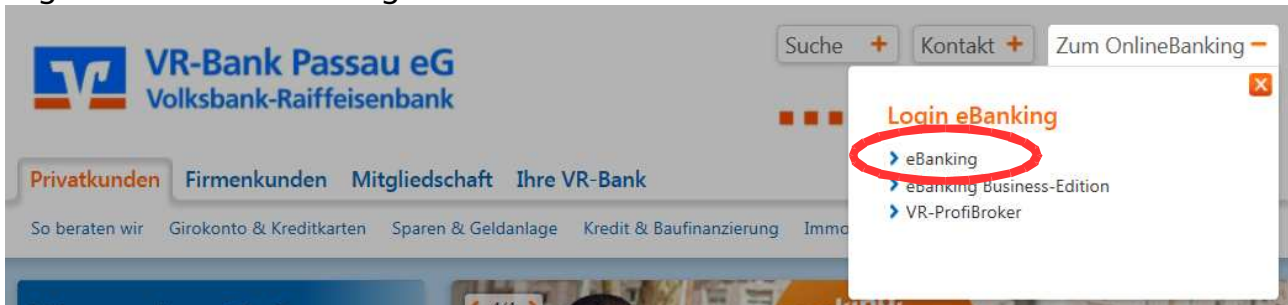 VR-Bank Passau eG
Volksbank-Raiffeisenbank
Suche + Kontakt + Zum OnlineBanking –
Login eBanking
eBanking
eBanking Business-Edition
VR-ProfiBroker
Privatkunden Firmenkunden Mitgliedschaft Ihre VR-Bank
So beraten wir Girokonto & Kreditkarten Sparen & Geldanlage Kredit & Baufinanzierung Immo